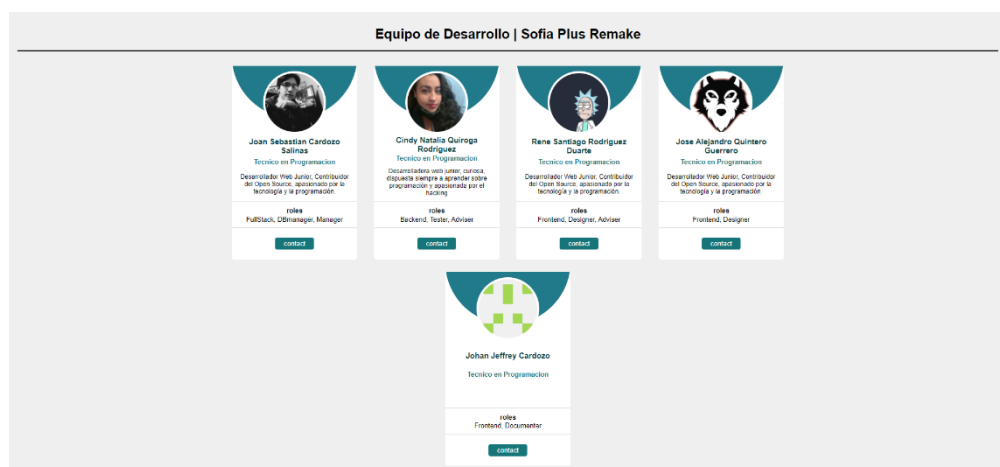 Equipo de Desarrollo | Sofia Plus Remake
Joan Sebastian Cardozo
Salinas
Tecnico en Programacion
Desarrollador Web Junior, Contribuidor
del Open Source, apasionado por la
tecnología y la programación.
roles
FullStack, DBmanager, Manager
contact
Cindy Natalia Quiroga
Rodriguez
Tecnico en Programacion
Desarrolladora web junior, curiosa,
dispuesta siempre a aprender sobre
programación y apasionada por el
hacking
roles
Backend, Tester, Adviser
contact
Rene Santiago Rodriguez
Duarte
Tecnico en Programacion
Desarrollador Web Junior, Contribuidor
del Open Source, apasionado por la
tecnología y la programación.
roles
Frontend, Designer, Adviser
contact
Jose Alejandro Quintero
Guerrero
Tecnico en Programacion
Desarrollador Web Junior, Contribuidor
del Open Source, apasionado por la
tecnología y la programación
roles
Frontend, Designer
contact
Johan Jeffrey Cardozo
Tecnico en Programacion
roles
Frontend, Documenter
contact